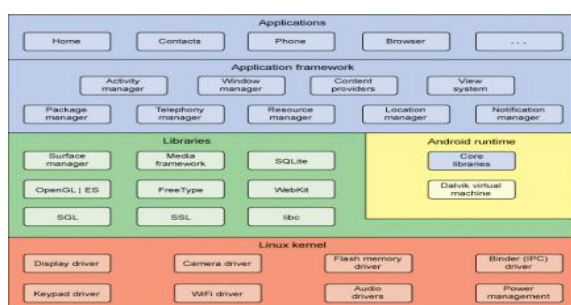 Applications
Home Contacts Phone Browser ...
Application framework
Activity manager Window manager Content providers View system
Package manager Telephony manager Resource manager Location manager Notification manager
Libraries
Surface manager Media framework SQLite
OpenGL | ES FreeType WebKit
SGL SSL libc
Android runtime
Core libraries
Dalvik virtual machine
Linux kernel
Display driver Camera driver Flash memory driver Binder (IPC) driver
Keypad driver WiFi driver Audio drivers Power management